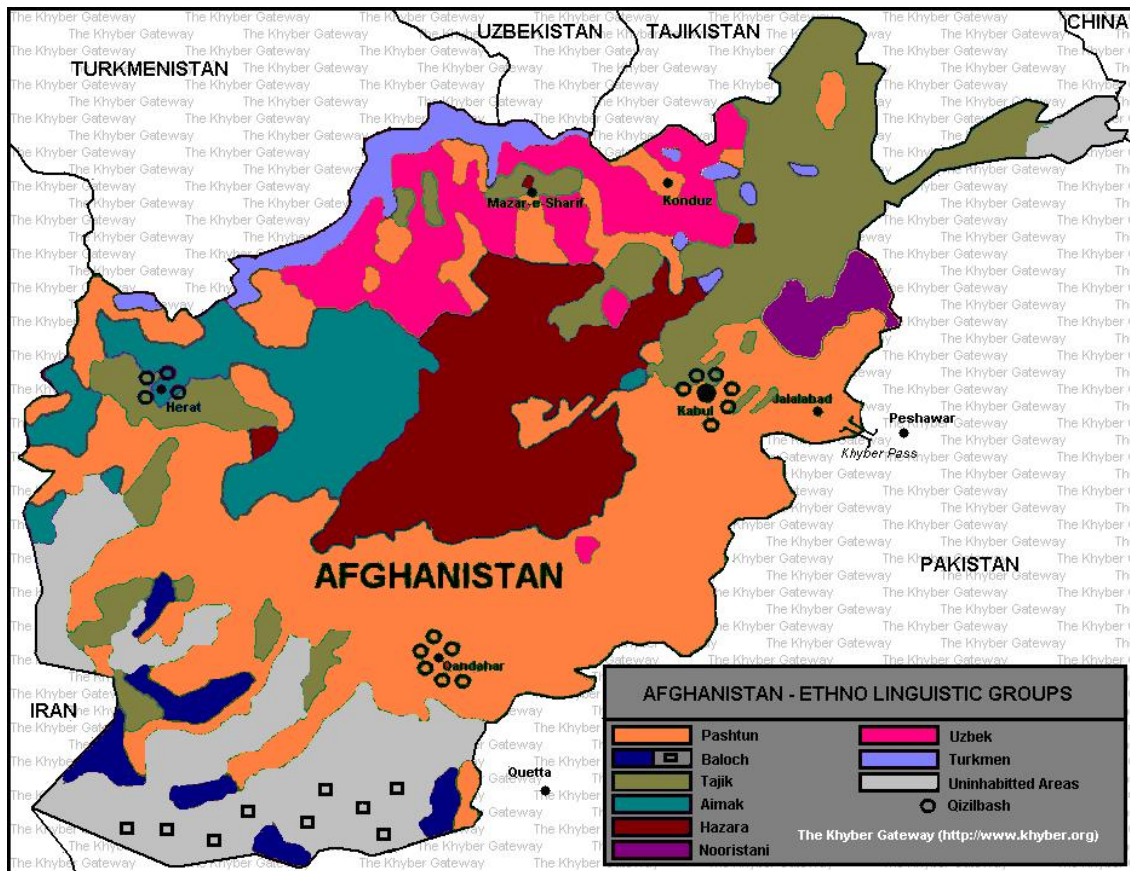 CHINA
UZBEKISTAN
TAJIKISTAN
TURKMENISTAN
The Khyber Gateway
Mazar-e-Sharif
Konduz
Herat
Kabul
Jalalabad
Peshawar
Khyber Pass
AFGHANISTAN
PAKISTAN
Qandahar
IRAN
Quetta
AFGHANISTAN - ETHNO LINGUISTIC GROUPS
Pashtun
Baloch
Tajik
Aimak
Hazara
Nooristani
Uzbek
Turkmen
Uninhabitted Areas
Qizilbash
The Khyber Gateway (http://www.khyber.org)